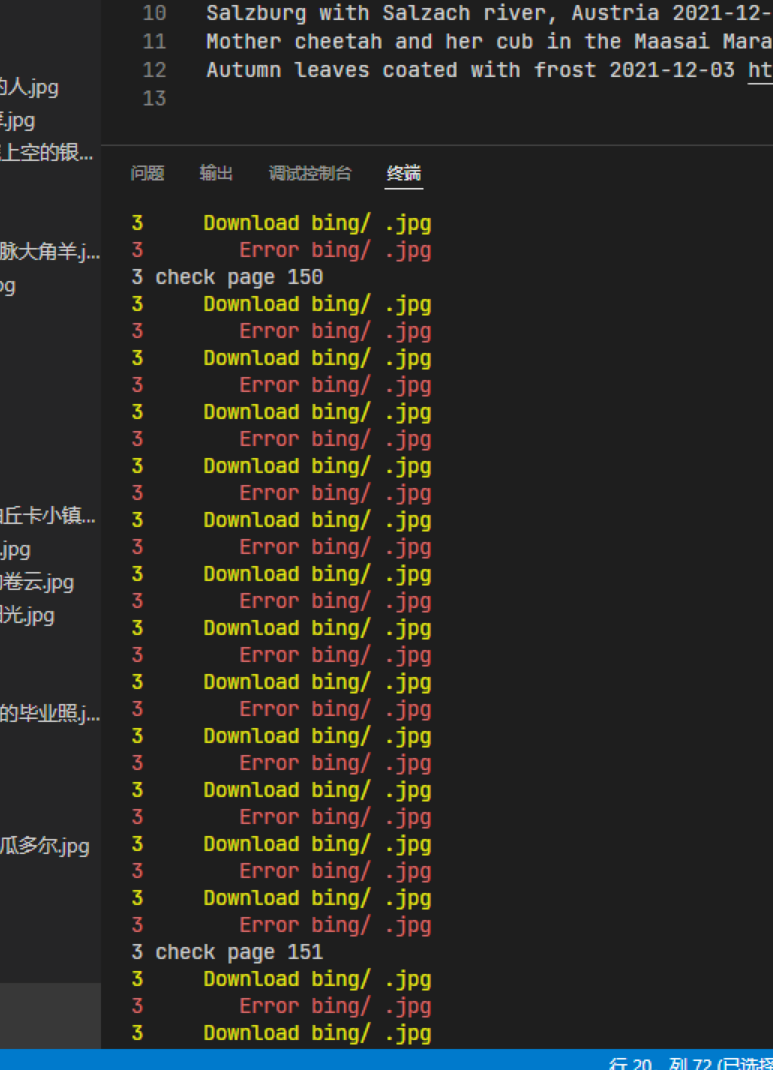 10 Salzburg with Salzach river, Austria 2021-12-
11 Mother cheetah and her cub in the Maasai Mara
12 Autumn leaves coated with frost 2021-12-03 ht
13
的人.jpg
.jpg
上空的银...
脉大角羊.j...
pg
丘卡小镇...
.jpg
卷云.jpg
光.jpg
的毕业照.j...
瓜多尔.jpg
问题 输出 调试控制台 终端
3 Download bing/ .jpg
3 Error bing/ .jpg
3 check page 150
3 Download bing/ .jpg
3 Error bing/ .jpg
3 Download bing/ .jpg
3 Error bing/ .jpg
3 Download bing/ .jpg
3 Error bing/ .jpg
3 Download bing/ .jpg
3 Error bing/ .jpg
3 Download bing/ .jpg
3 Error bing/ .jpg
3 Download bing/ .jpg
3 Error bing/ .jpg
3 Download bing/ .jpg
3 Error bing/ .jpg
3 Download bing/ .jpg
3 Error bing/ .jpg
3 Download bing/ .jpg
3 Error bing/ .jpg
3 Download bing/ .jpg
3 Error bing/ .jpg
3 Download bing/ .jpg
3 Error bing/ .jpg
3 Download bing/ .jpg
3 Error bing/ .jpg
3 check page 151
3 Download bing/ .jpg
3 Error bing/ .jpg
3 Download bing/ .jpg
行 20, 列 72 (已选择